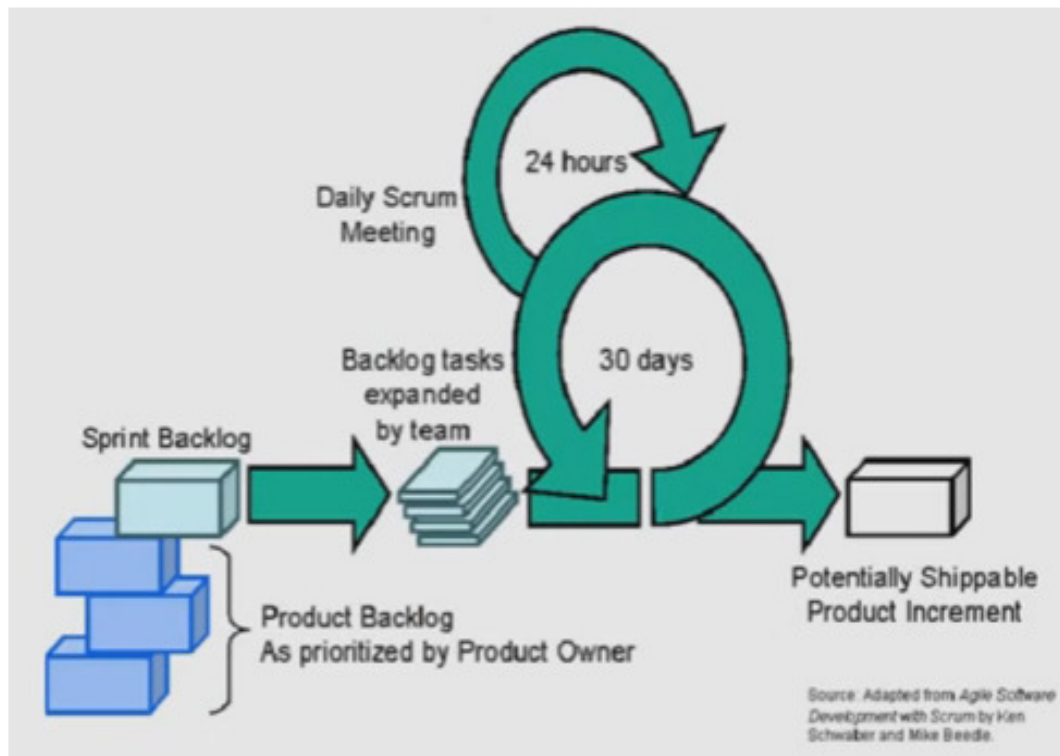 24 hours
Daily Scrum
Meeting
Backlog tasks
expanded
by team
30 days
Sprint Backlog
Potentially Shippable
Product Increment
Product Backlog
As prioritized by Product Owner
Source: Adapted from Agile Software
Development with Scrum by Ken
Schwaber and Mike Beedle.